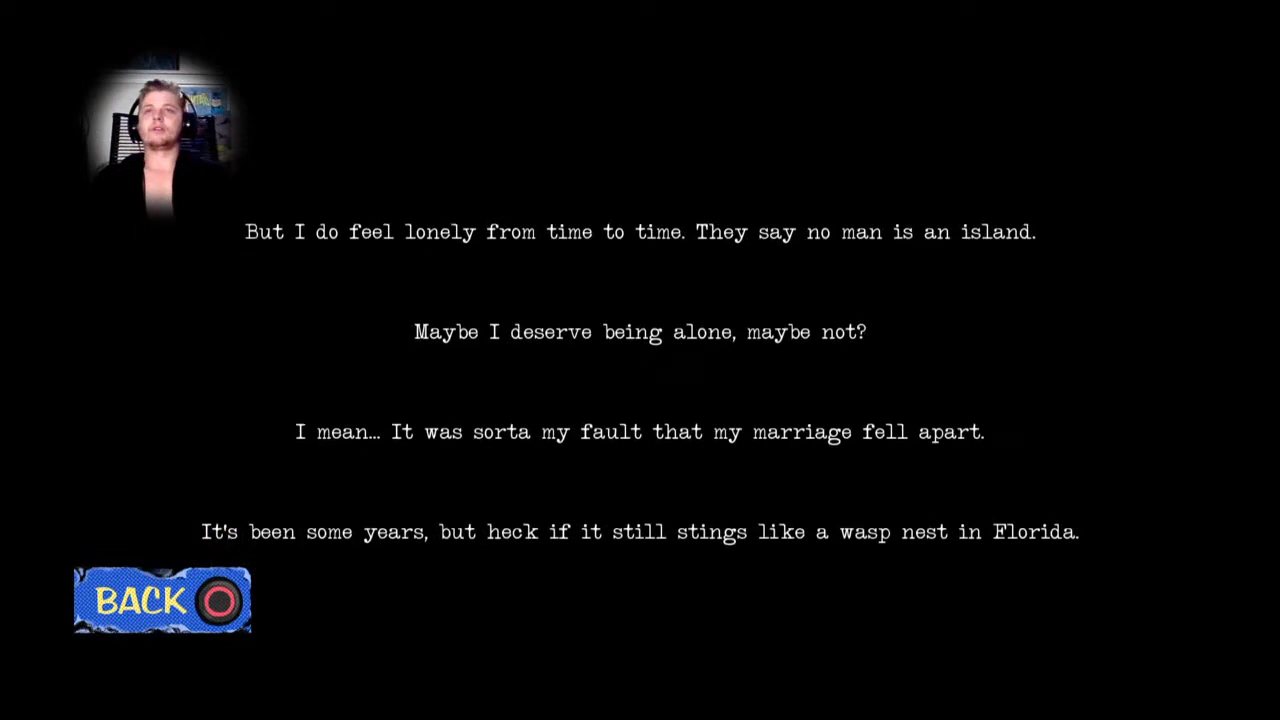 But I do feel lonely from time to time. They say no man is an island.
Maybe I deserve being alone, maybe not?
I mean... It was sorta my fault that my marriage fell apart.
It's been some years, but heck if it still stings like a wasp nest in Florida.
BACK